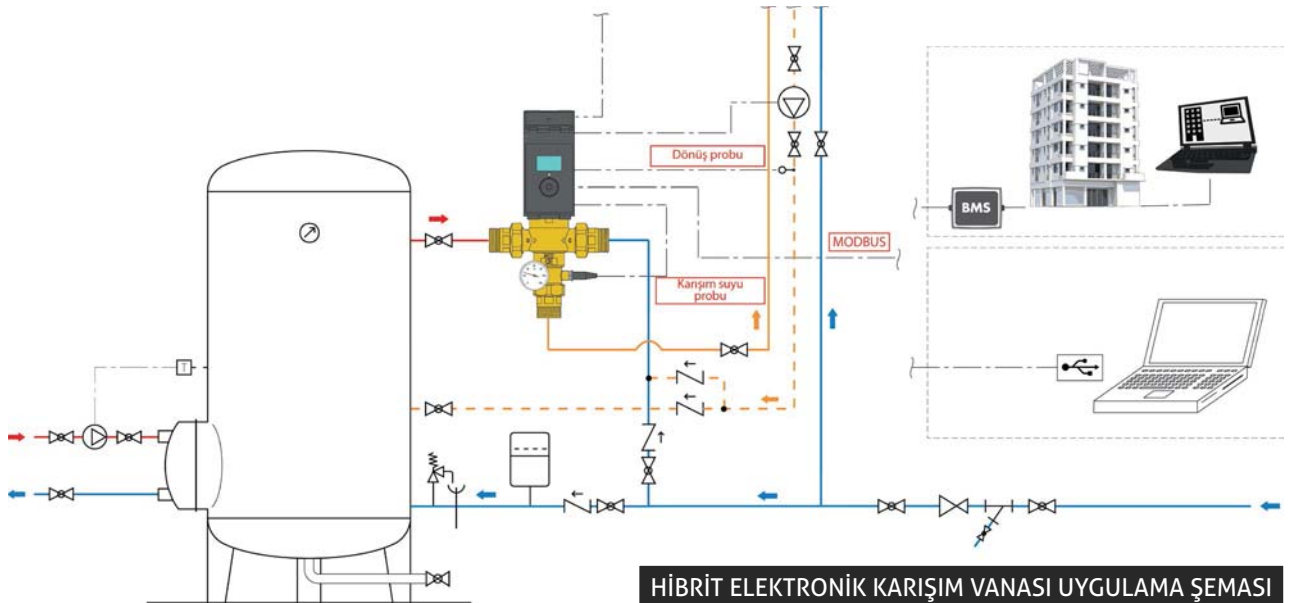 Dönüş probu
BMS
MODBUS
Karışım suyu
probu
T
HİBRİT ELEKTRONİK KARIŞIM VANASI UYGULAMA ŞEMASI